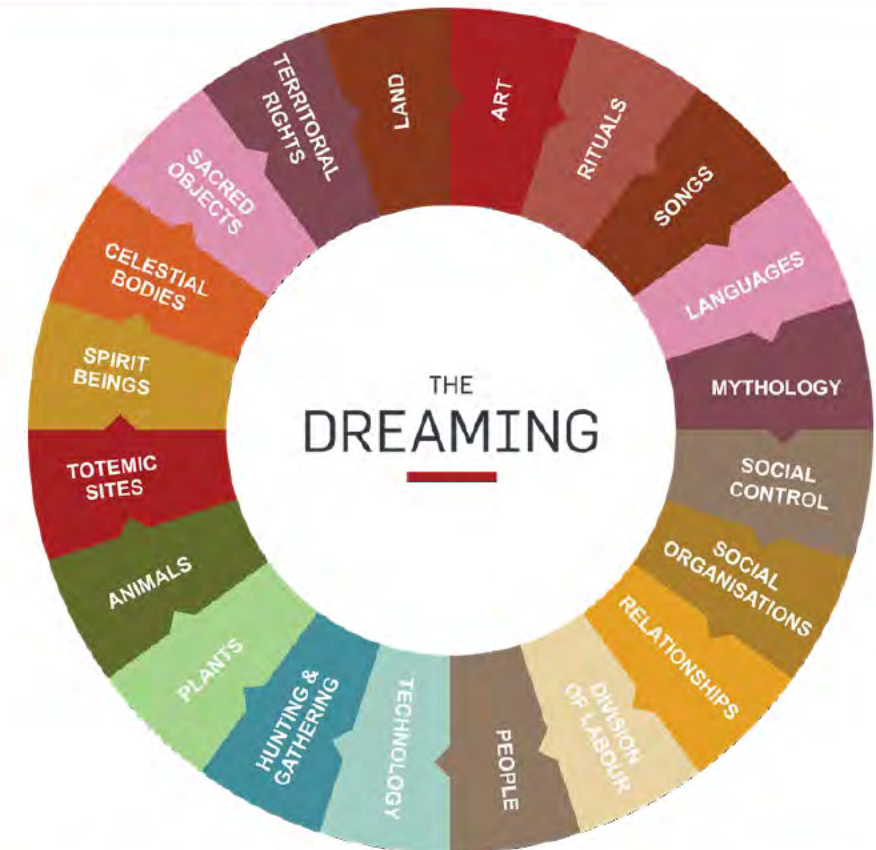 THE
DREAMING
ART
RITUALS
SONGS
LANGUAGES
MYTHOLOGY
SOCIAL
CONTROL
SOCIAL
ORGANISATIONS
RELATIONSHIPS
DIVISION
OF LABOUR
PEOPLE
TECHNOLOGY
HUNTING &
GATHERING
PLANTS
ANIMALS
TOTEMIC
SITES
SPIRIT
BEINGS
CELESTIAL
BODIES
SACRED
OBJECTS
TERRITORIAL
RIGHTS
LAND